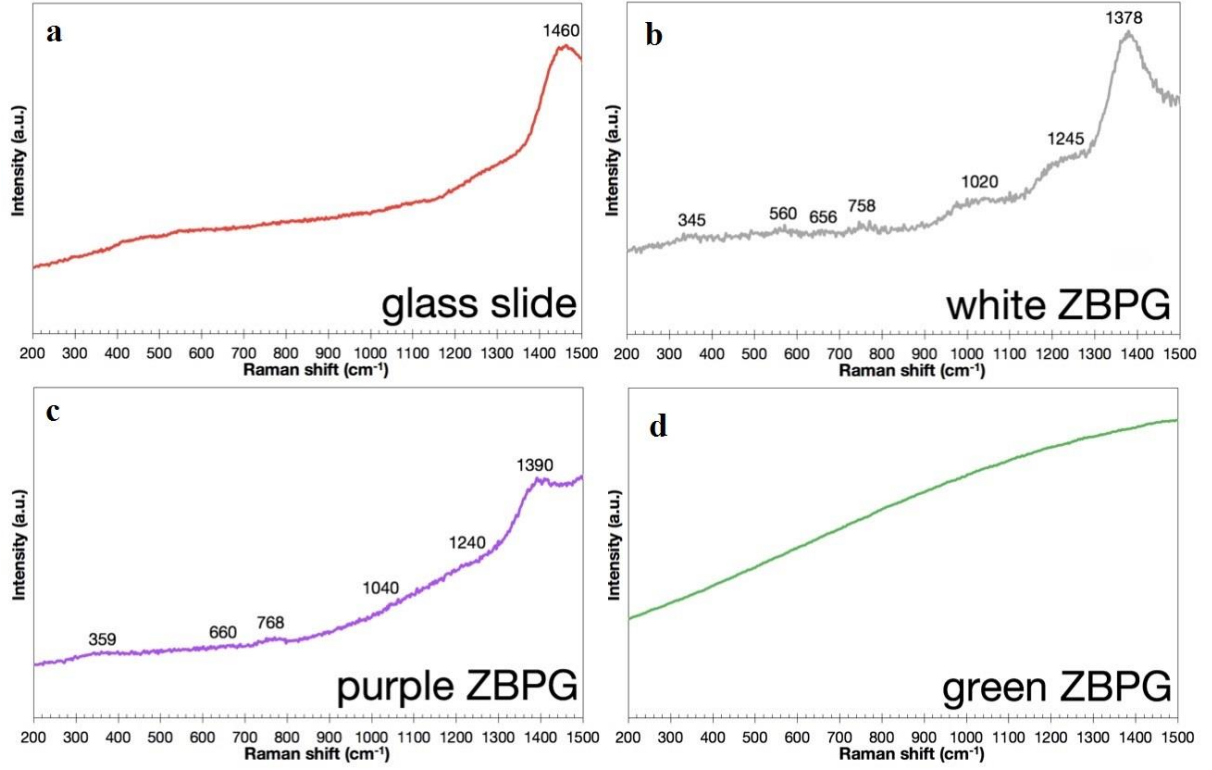 a
1460
Intensity (a.u.)
glass slide
200 300 400 500 600 700 800 900 1000 1100 1200 1300 1400 1500
Raman shift (cm⁻¹)
b
1378
1245
1020
345
560
656
758
Intensity (a.u.)
white ZBPG
200 300 400 500 600 700 800 900 1000 1100 1200 1300 1400 1500
Raman shift (cm⁻¹)
c
1390
1240
1040
359
660
768
Intensity (a.u.)
purple ZBPG
200 300 400 500 600 700 800 900 1000 1100 1200 1300 1400 1500
Raman shift (cm⁻¹)
d
Intensity (a.u.)
green ZBPG
200 300 400 500 600 700 800 900 1000 1100 1200 1300 1400 1500
Raman shift (cm⁻¹)